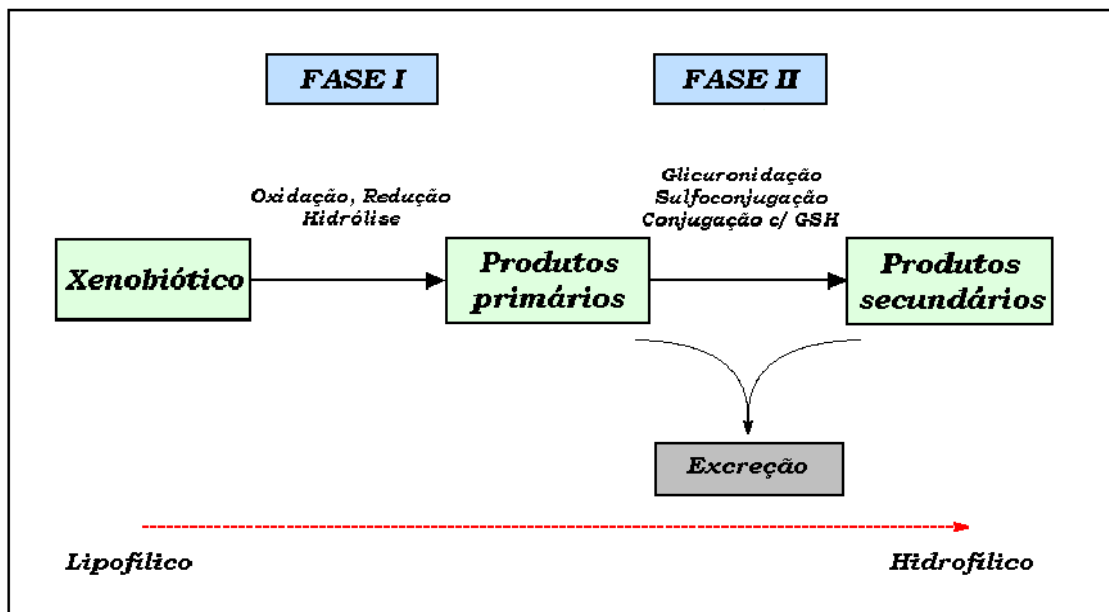 FASE I
FASE II
Oxidação, Redução
Hidrólise
Glicuronidação
Sulfoconjugação
Conjugação c/ GSH
Xenobiótico
Produtos
primários
Produtos
secundários
Excreção
Lipofílico
Hidrofílico